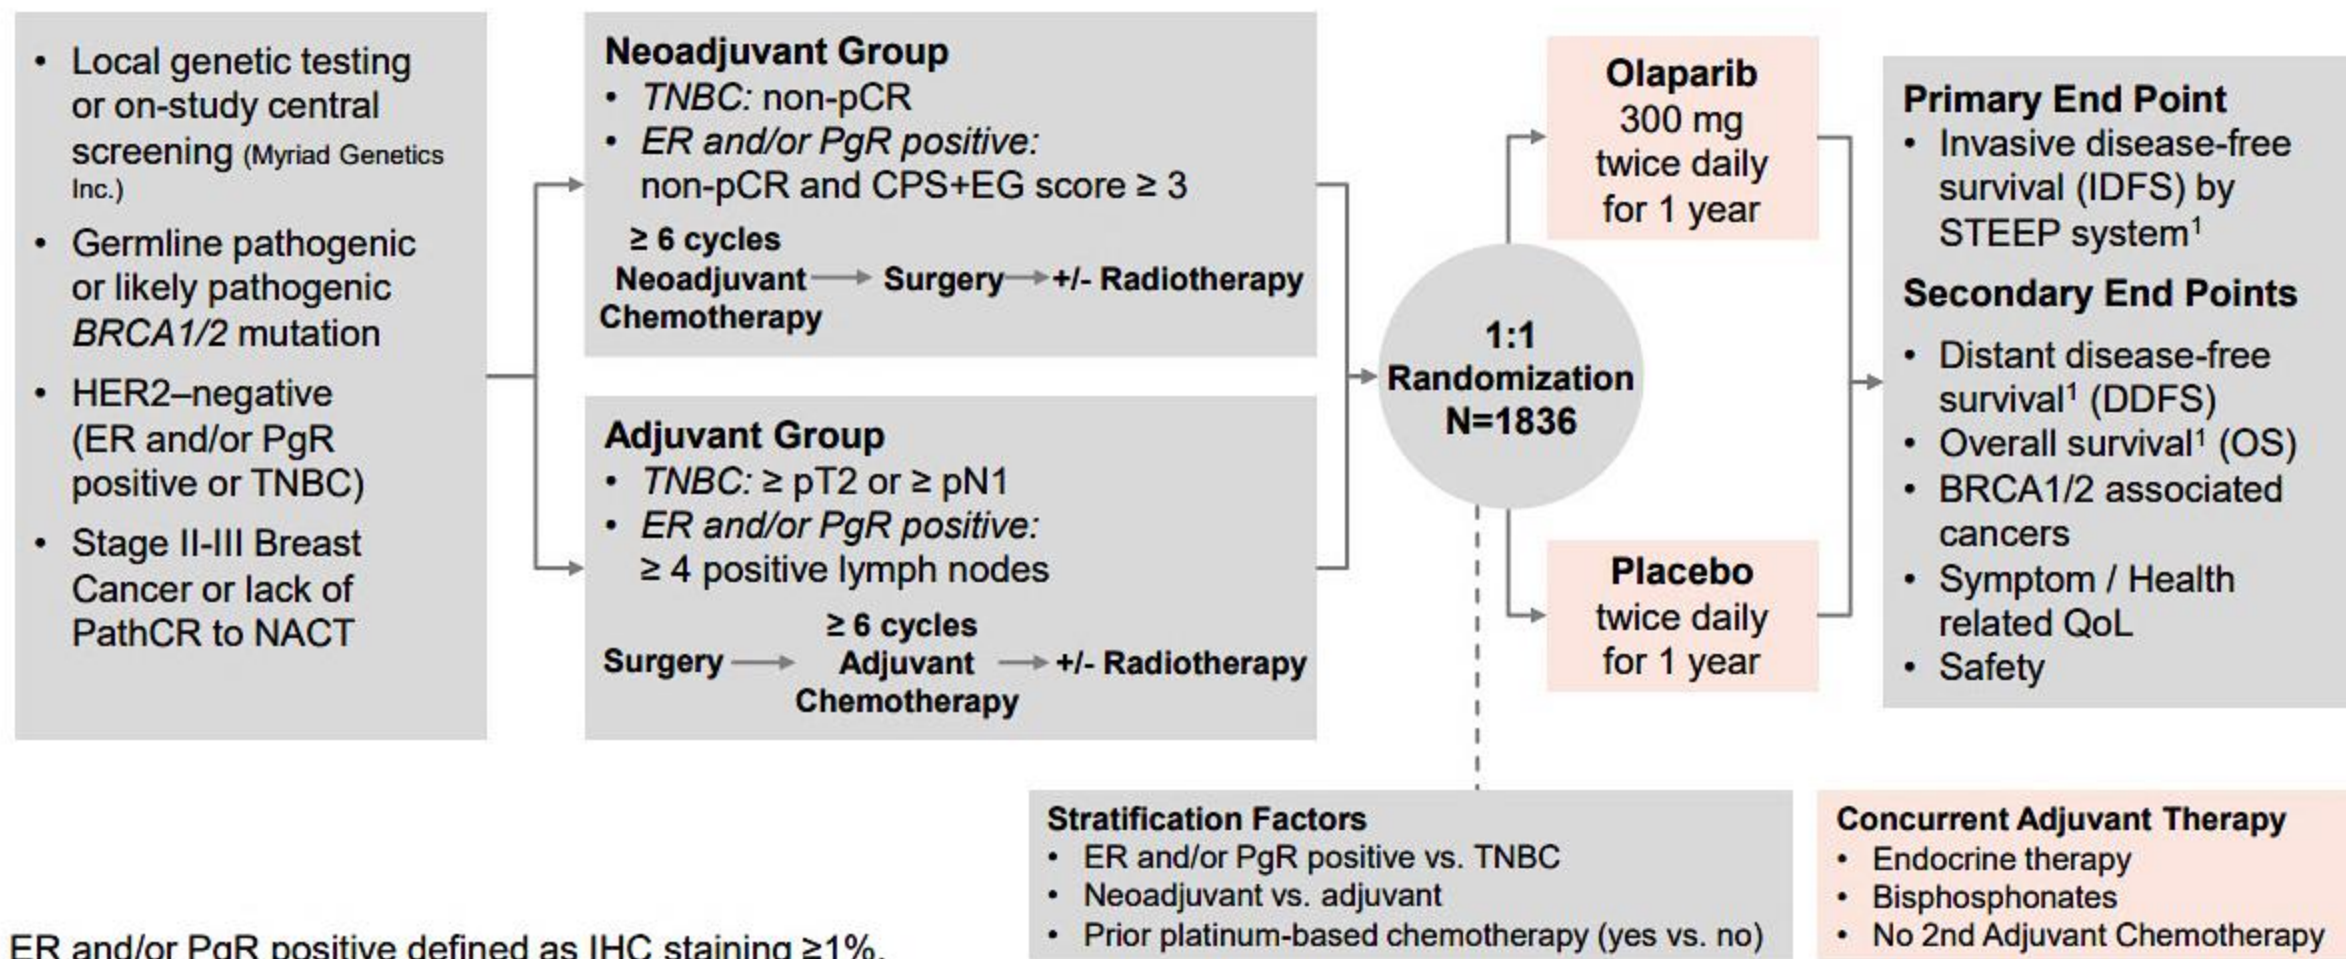 • Local genetic testing
or on-study central
screening (Myriad Genetics
Inc.)
• Germline pathogenic
or likely pathogenic
BRCA1/2 mutation
• HER2–negative
(ER and/or PgR
positive or TNBC)
• Stage II-III Breast
Cancer or lack of
PathCR to NACT
Neoadjuvant Group
• TNBC: non-pCR
• ER and/or PgR positive:
non-pCR and CPS+EG score ≥ 3
≥ 6 cycles
Neoadjuvant Surgery +/- Radiotherapy
Chemotherapy
Adjuvant Group
• TNBC: ≥ pT2 or ≥ pN1
• ER and/or PgR positive:
≥ 4 positive lymph nodes
≥ 6 cycles
Surgery Adjuvant +/- Radiotherapy
Chemotherapy
1:1
Randomization
N=1836
Olaparib
300 mg
twice daily
for 1 year
Placebo
twice daily
for 1 year
Primary End Point
• Invasive disease-free
survival (IDFS) by
STEEP system¹
Secondary End Points
• Distant disease-free
survival¹ (DDFS)
• Overall survival¹ (OS)
• BRCA1/2 associated
cancers
• Symptom / Health
related QoL
• Safety
Stratification Factors
• ER and/or PgR positive vs. TNBC
• Neoadjuvant vs. adjuvant
• Prior platinum-based chemotherapy (yes vs. no)
Concurrent Adjuvant Therapy
• Endocrine therapy
• Bisphosphonates
• No 2nd Adjuvant Chemotherapy
ER and/or PgR positive defined as IHC staining ≥1%.